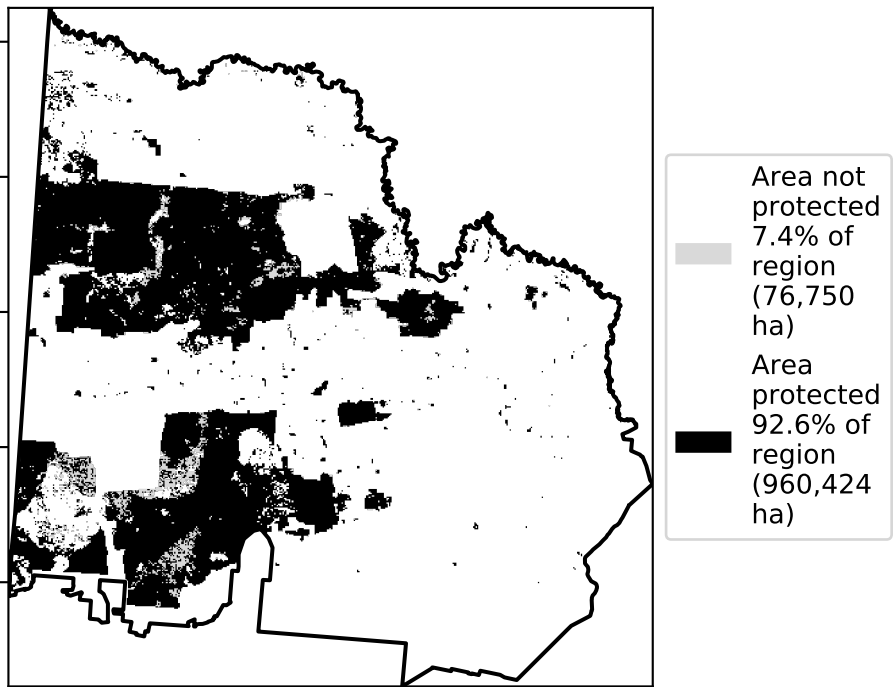 Area not
protected
7.4% of
region
(76,750
ha)
Area
protected
92.6% of
region
(960,424
ha)